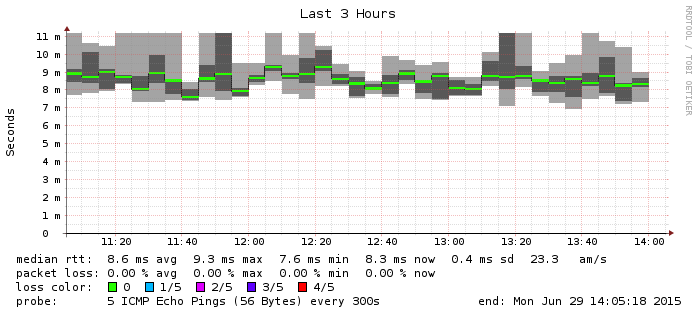 Last 3 Hours
RRDTOOL / TOBI OETIKER
Seconds
11 m
10 m
9 m
8 m
7 m
6 m
5 m
4 m
3 m
2 m
1 m
0
11:20 11:40 12:00 12:20 12:40 13:00 13:20 13:40 14:00
median rtt: 8.6 ms avg 9.3 ms max 7.6 ms min 8.3 ms now 0.4 ms sd 23.3 am/s
packet loss: 0.00 % avg 0.00 % max 0.00 % min 0.00 % now
loss color: 0 1/5 2/5 3/5 4/5
probe: 5 ICMP Echo Pings (56 Bytes) every 300s end: Mon Jun 29 14:05:18 2015